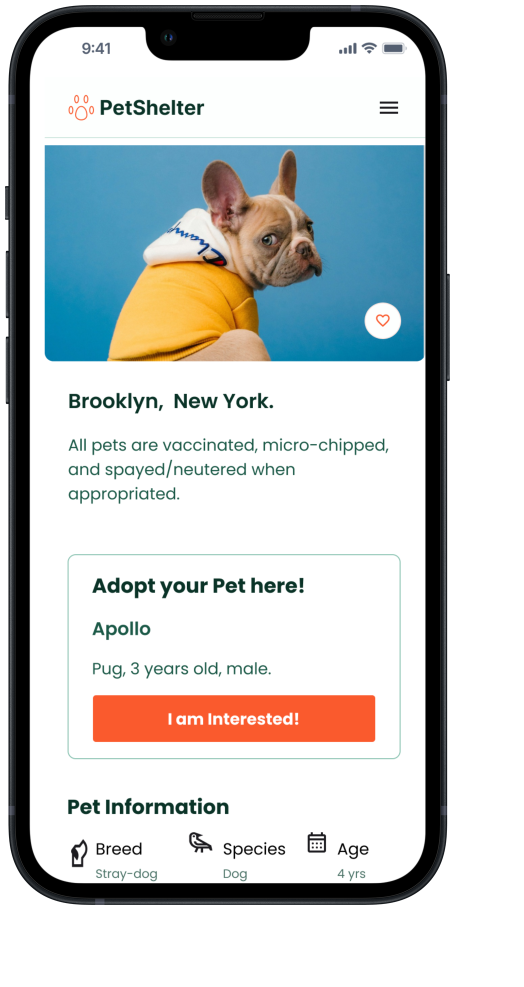 9:41
PetShelter
Champion
Brooklyn, New York.
All pets are vaccinated, micro-chipped,
and spayed/neutered when
appropriated.
Adopt your Pet here!
Apollo
Pug, 3 years old, male.
I am Interested!
Pet Information
Breed Species Age
Stray-dog Dog 4 yrs